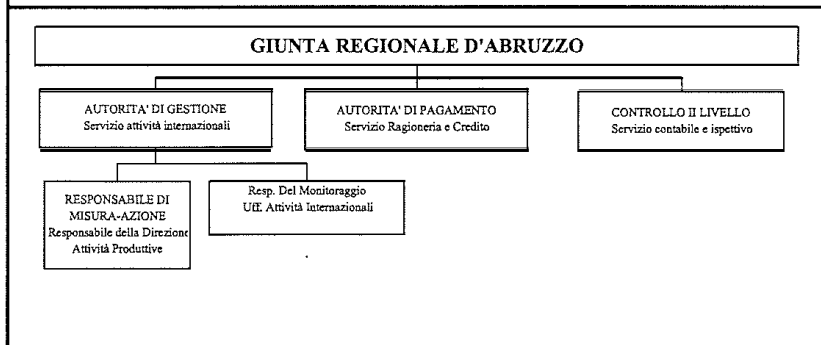 GIUNTA REGIONALE D'ABRUZZO
AUTORITA' DI GESTIONE
Servizio attività internazionali
AUTORITA' DI PAGAMENTO
Servizio Ragioneria e Credito
CONTROLLO II LIVELLO
Servizio contabile e ispettivo
RESPONSABILE DI
MISURA-AZIONE
Responsabile della Direzione
Attività Produttive
Resp. Del Monitoraggio
Uff. Attività Internazionali